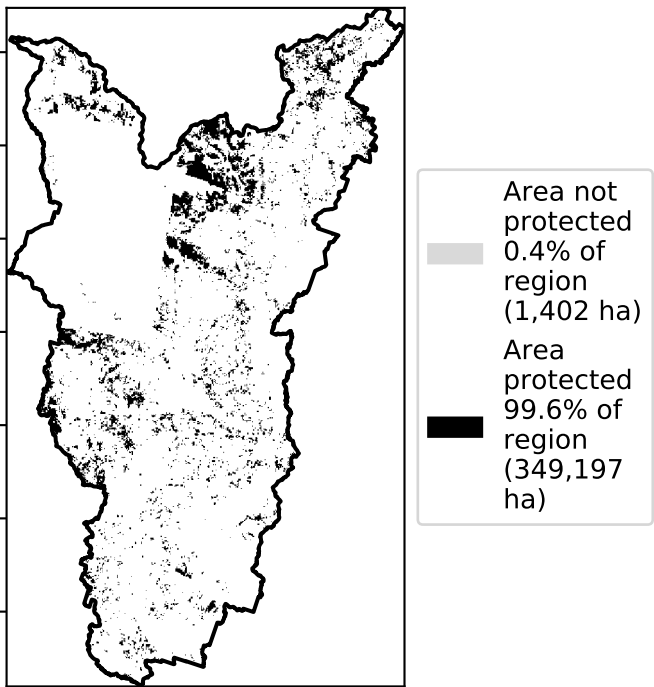 Area not
protected
0.4% of
region
(1,402 ha)
Area
protected
99.6% of
region
(349,197
ha)